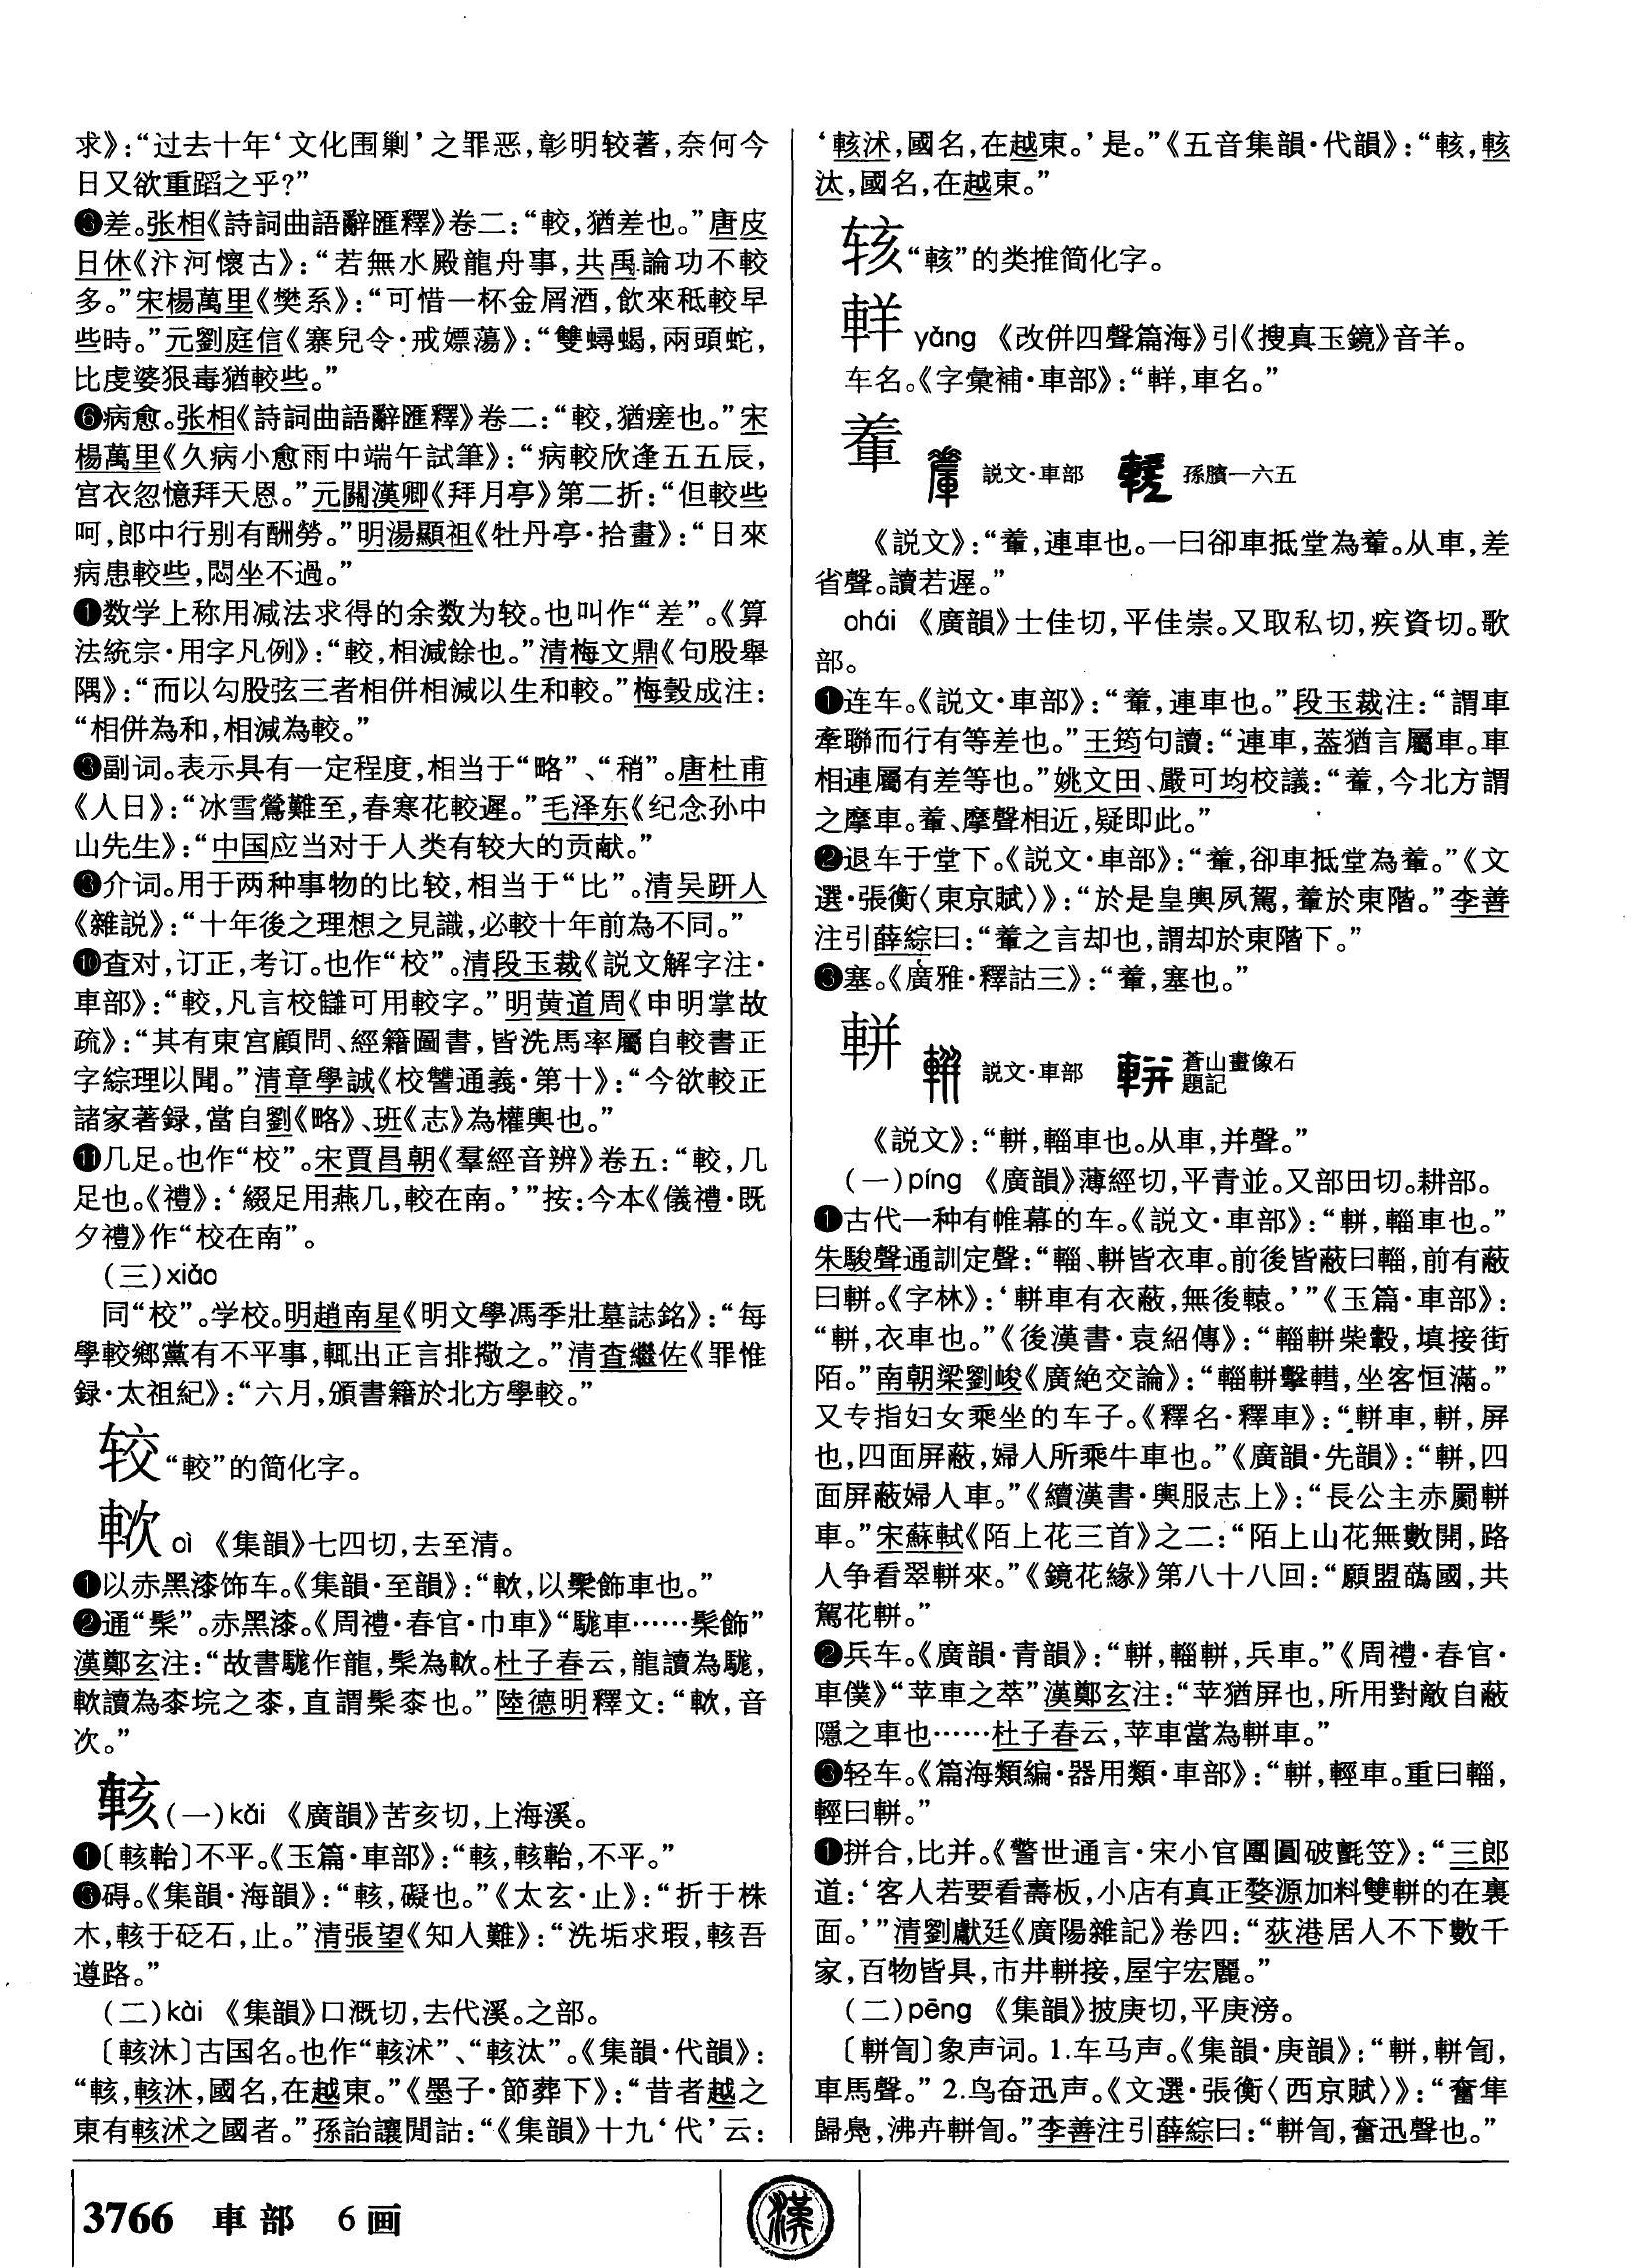 求》：“过去十年‘文化围剿’之罪恶，彰明较著，奈何今
日又欲重蹈之乎？”
❸差。张相《詩詞曲語辭匯釋》卷二：“較，猶差也。”唐皮
日休《汴河懷古》：“若無水殿龍舟事，共禹論功不較
多。”宋楊萬里《樊系》：“可惜一杯金屑酒，飲來秪較早
些時。”元劉庭信《寨兒令·戒嫖蕩》：“雙蟳蝎，兩頭蛇，
比虔婆狠毒猶較些。”
❻病愈。张相《詩詞曲語辭匯釋》卷二：“較，猶瘥也。”宋
楊萬里《久病小愈雨中端午試筆》：“病較欣逢五五辰，
宫衣忽憶拜天恩。”元關漢卿《拜月亭》第二折：“但較些
呵，郎中行别有酬勞。”明湯顯祖《牡丹亭·拾畫》：“日來
病患較些，悶坐不過。”
❶数学上称用减法求得的余数为较。也叫作“差”。《算
法統宗·用字凡例》：“較，相減餘也。”清梅文鼎《句股舉
隅》：“而以勾股弦三者相併相減以生和較。”梅毂成注：
“相併為和，相減為較。”
❸副词。表示具有一定程度，相当于“略”、“稍”。唐杜甫
《人日》：“冰雪鶯難至，春寒花較遲。”毛泽东《纪念孙中
山先生》：“中国应当对于人类有较大的贡献。”
❸介词。用于两种事物的比较，相当于“比”。清吴趼人
《雜説》：“十年後之理想之見識，必較十年前為不同。”
❿查对，订正，考订。也作“校”。清段玉裁《説文解字注·
車部》：“較，凡言校讎可用較字。”明黄道周《申明掌故
疏》：“其有東宫顧問、經籍圖書，皆洗馬率屬自較書正
字綜理以聞。”清章學誠《校讐通義·第十》：“今欲較正
諸家著録，當自劉《略》、班《志》為權輿也。”
⓫几足。也作“校”。宋賈昌朝《羣經音辨》卷五：“較，几
足也。《禮》：‘綴足用燕几，較在南。’”按：今本《儀禮·既
夕禮》作“校在南”。
（三）xiǎo
同“校”。学校。明趙南星《明文學馮季壯墓誌銘》：“每
學較鄉黨有不平事，輒出正言排擻之。”清查繼佐《罪惟
録·太祖紀》：“六月，頒書籍於北方學較。”
较“較”的简化字。
軟 oì 《集韻》七四切，去至清。
❶以赤黑漆饰车。《集韻·至韻》：“軟，以髤飾車也。”
❷通“髤”。赤黑漆。《周禮·春官·巾車》“駹車……髤飾”
漢鄭玄注：“故書駹作龍，髤為軟。杜子春云，龍讀為駹，
軟讀為桼垸之桼，直謂髤桼也。”陸德明釋文：“軟，音
次。”
輆（一）kǎi 《廣韻》苦亥切，上海溪。
❶〔輆軩〕不平。《玉篇·車部》：“輆，輆軩，不平。”
❸碍。《集韻·海韻》：“輆，礙也。”《太玄·止》：“折于株
木，輆于砭石，止。”清張望《知人難》：“洗垢求瑕，輆吾
遵路。”
（二）kài 《集韻》口溉切，去代溪。之部。
〔輆沐〕古国名。也作“輆沭”、“輆汰”。《集韻·代韻》：
“輆，輆沐，國名，在越東。”《墨子·節葬下》：“昔者越之
東有輆沭之國者。”孫詒讓閒詁：“《集韻》十九‘代’云：
‘輆沭，國名，在越東。’是。”《五音集韻·代韻》：“輆，輆
汰，國名，在越東。”
轪“輆”的类推简化字。
䍧 yǎng 《改併四聲篇海》引《搜真玉鏡》音羊。
车名。《字彙補·車部》：“䍧，車名。”
輂 説文·車部 孫臏一六五
《説文》：“輂，連車也。一曰卻車抵堂為輂。从車，差
省聲。讀若遲。”
ohái 《廣韻》士佳切，平佳崇。又取私切，疾資切。歌
部。
❶连车。《説文·車部》：“輂，連車也。”段玉裁注：“謂車
牽聯而行有等差也。”王筠句讀：“連車，蓋猶言屬車。車
相連屬有差等也。”姚文田、嚴可均校議：“輂，今北方謂
之摩車。輂、摩聲相近，疑即此。”
❷退车于堂下。《説文·車部》：“輂，卻車抵堂為輂。”《文
選·張衡〈東京賦〉》：“於是皇輿夙駕，輂於東階。”李善
注引薛綜曰：“輂之言却也，謂却於東階下。”
❸塞。《廣雅·釋詁三》：“輂，塞也。”
軿 説文·車部 蒼山畫像石
題記
《説文》：“軿，輜車也。从車，并聲。”
（一）píng 《廣韻》薄經切，平青並。又部田切。耕部。
❶古代一种有帷幕的车。《説文·車部》：“軿，輜車也。”
朱駿聲通訓定聲：“輜、軿皆衣車。前後皆蔽曰輜，前有蔽
曰軿。《字林》：‘軿車有衣蔽，無後轅。’”《玉篇·車部》：
“軿，衣車也。”《後漢書·袁紹傳》：“輜軿柴轂，填接街
陌。”南朝梁劉峻《廣絶交論》：“輜軿擊轊，坐客恒滿。”
又专指妇女乘坐的车子。《釋名·釋車》：“軿車，軿，屏
也，四面屏蔽，婦人所乘牛車也。”《廣韻·先韻》：“軿，四
面屏蔽婦人車。”《續漢書·輿服志上》：“長公主赤罽軿
車。”宋蘇軾《陌上花三首》之二：“陌上山花無數開，路
人争看翠軿來。”《鏡花緣》第八十八回：“願盟蘤國，共
駕花軿。”
❷兵车。《廣韻·青韻》：“軿，輜軿，兵車。”《周禮·春官·
車僕》“苹車之萃”漢鄭玄注：“苹猶屏也，所用對敵自蔽
隱之車也……杜子春云，苹車當為軿車。”
❸轻车。《篇海類編·器用類·車部》：“軿，輕車。重曰輜，
輕曰軿。”
❶拼合，比并。《警世通言·宋小官團圓破氈笠》：“三郎
道：‘客人若要看壽板，小店有真正婺源加料雙軿的在裏
面。’”清劉獻廷《廣陽雜記》卷四：“荻港居人不下數千
家，百物皆具，市井軿接，屋宇宏麗。”
（二）pēng 《集韻》披庚切，平庚滂。
〔軿訇〕象声词。1.车马声。《集韻·庚韻》：“軿，軿訇，
車馬聲。”2.鸟奋迅声。《文選·張衡〈西京賦〉》：“奮隼
歸鳧，沸卉軿訇。”李善注引薛綜曰：“軿訇，奮迅聲也。”
3766 車部 6画
漢